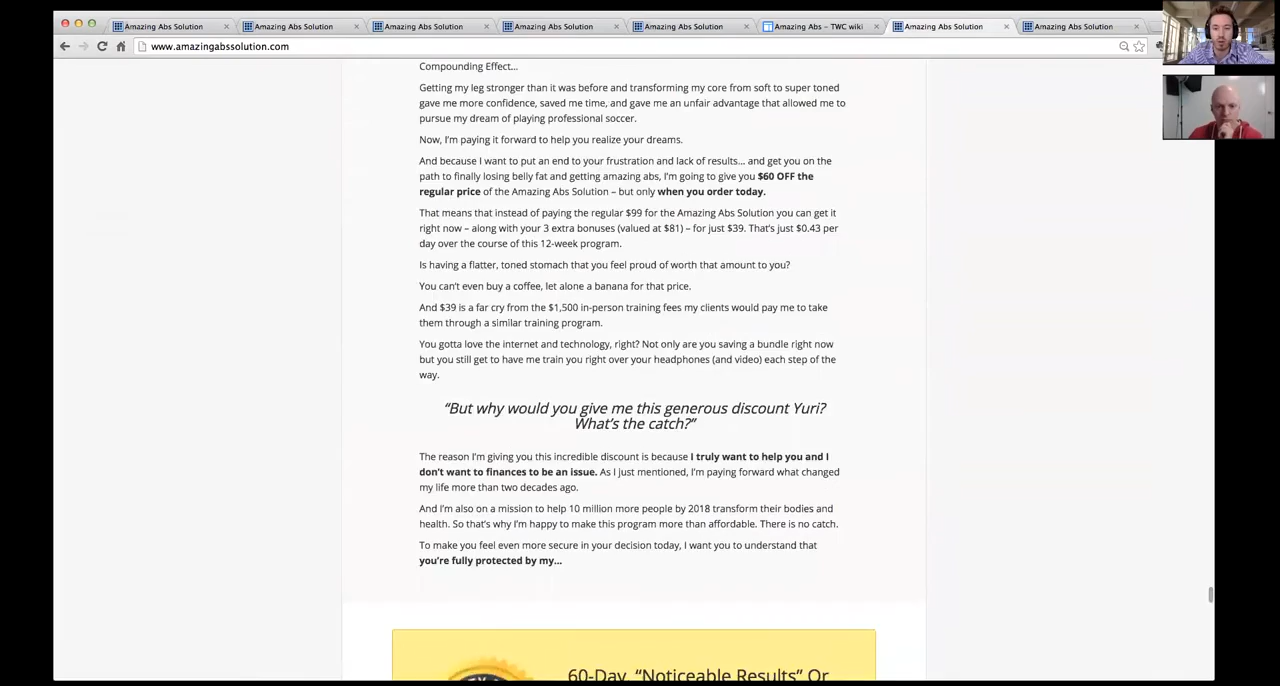 Amazing Abs Solution
Amazing Abs Solution
Amazing Abs Solution
Amazing Abs Solution
Amazing Abs Solution
Amazing Abs – TWC wiki
Amazing Abs Solution
Amazing Abs Solution
www.amazingabssolution.com
Compounding Effect...
Getting my leg stronger than it was before and transforming my core from soft to super toned
gave me more confidence, saved me time, and gave me an unfair advantage that allowed me to
pursue my dream of playing professional soccer.
Now, I'm paying it forward to help you realize your dreams.
And because I want to put an end to your frustration and lack of results... and get you on the
path to finally losing belly fat and getting amazing abs, I'm going to give you $60 OFF the
regular price of the Amazing Abs Solution – but only when you order today.
That means that instead of paying the regular $99 for the Amazing Abs Solution you can get it
right now – along with your 3 extra bonuses (valued at $81) – for just $39. That's just $0.43 per
day over the course of this 12-week program.
Is having a flatter, toned stomach that you feel proud of worth that amount to you?
You can't even buy a coffee, let alone a banana for that price.
And $39 is a far cry from the $1,500 in-person training fees my clients would pay me to take
them through a similar training program.
You gotta love the internet and technology, right? Not only are you saving a bundle right now
but you still get to have me train you right over your headphones (and video) each step of the
way.
“But why would you give me this generous discount Yuri?
What's the catch?”
The reason I'm giving you this incredible discount is because I truly want to help you and I
don't want to finances to be an issue. As I just mentioned, I'm paying forward what changed
my life more than two decades ago.
And I'm also on a mission to help 10 million more people by 2018 transform their bodies and
health. So that's why I'm happy to make this program more than affordable. There is no catch.
To make you feel even more secure in your decision today, I want you to understand that
you're fully protected by my...
60-Day, “Noticeable Results” Or